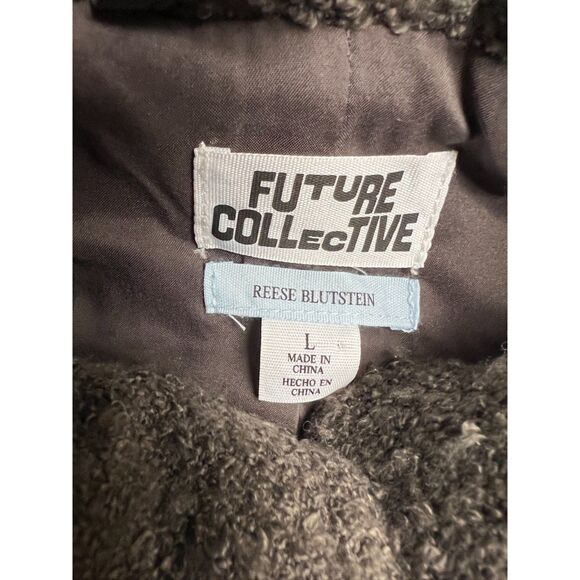 FUTURE
COLLECTIVE
REESE BLUTSTEIN
L
MADE IN
CHINA
HECHO EN
CHINA